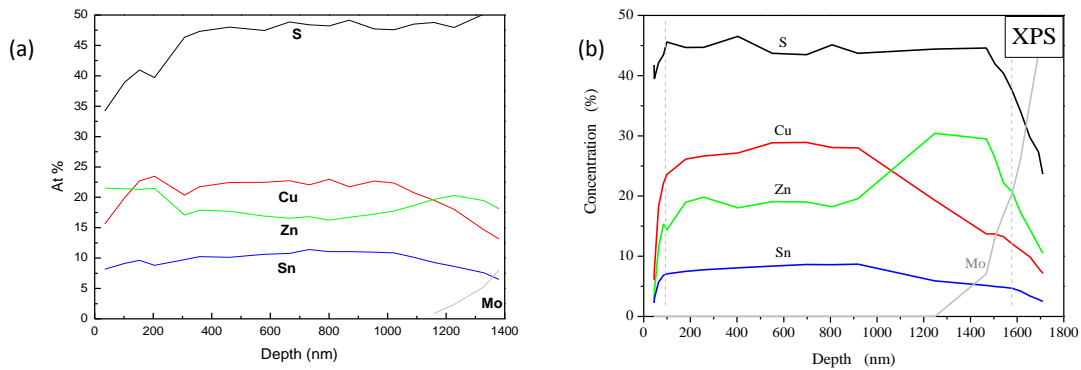 (a)
50
45
40
35
30
25
20
15
10
5
0
At %
S
Cu
Zn
Sn
Mo
0 200 400 600 800 1000 1200 1400
Depth (nm)
(b)
50
40
30
20
10
0
Concentration (%)
XPS
S
Cu
Zn
Sn
Mo
0 200 400 600 800 1000 1200 1400 1600 1800
Depth (nm)